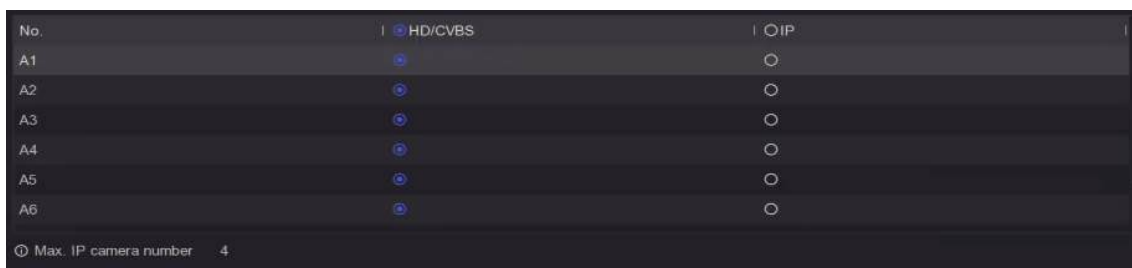 No. HD/CVBS IP
A1
A2
A3
A4
A5
A6
Max. IP camera number 4